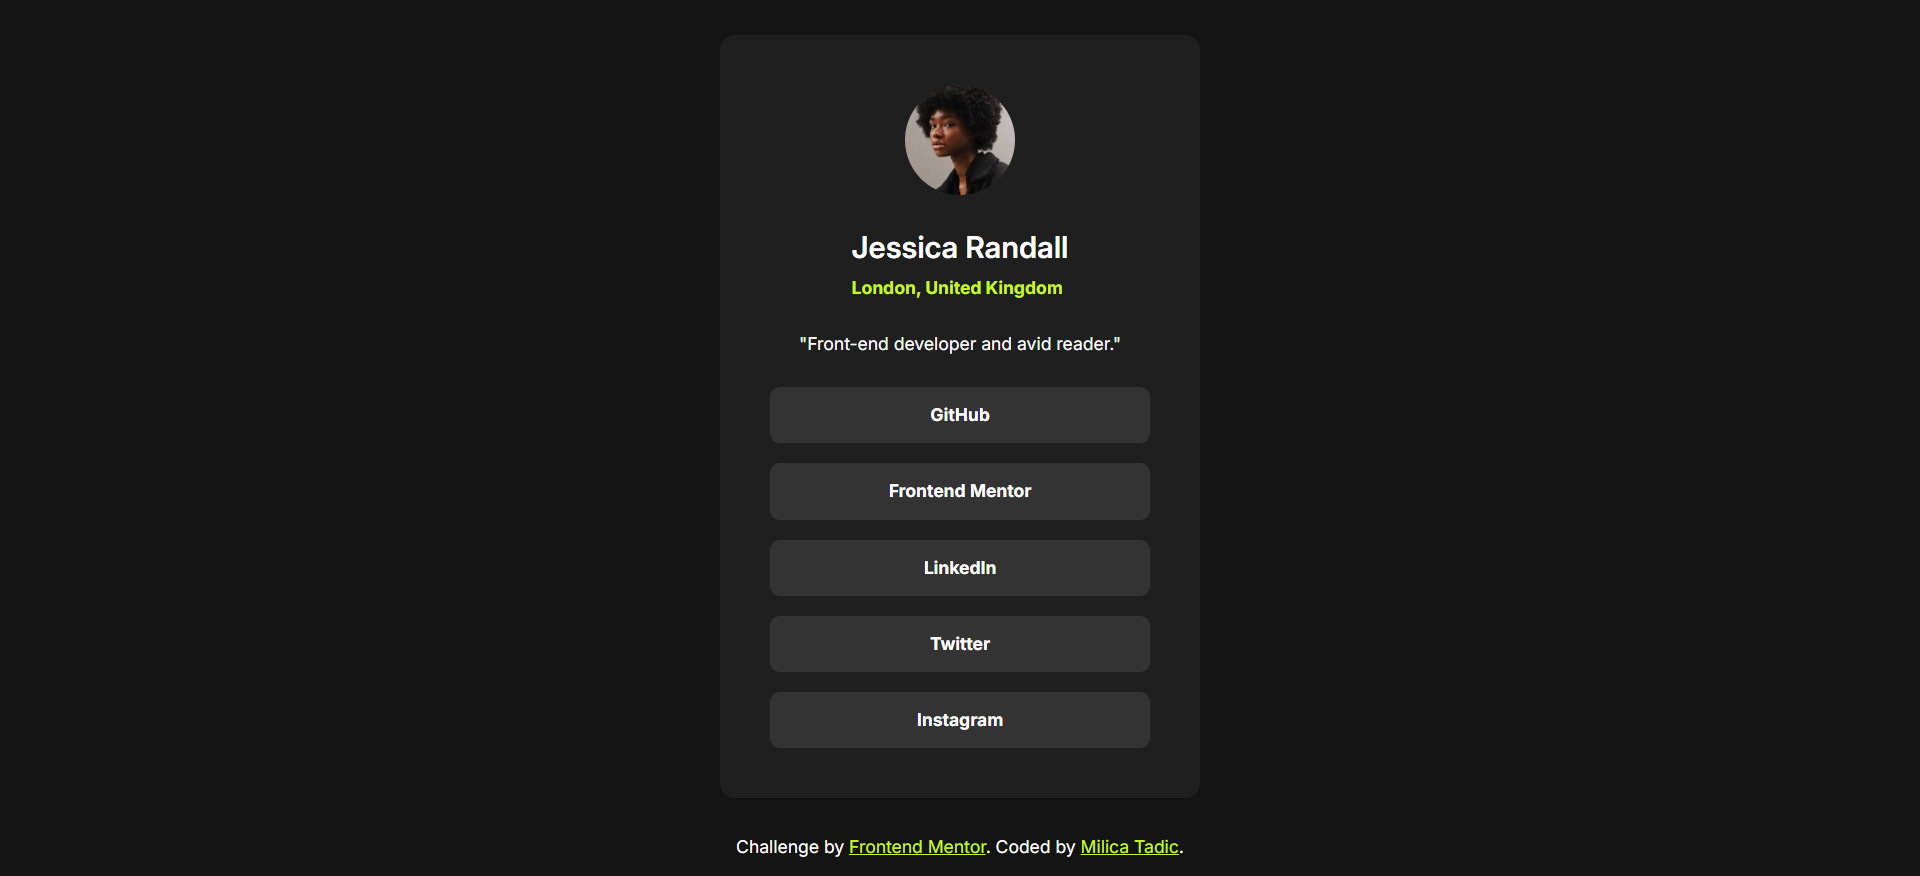 Jessica Randall
London, United Kingdom
"Front-end developer and avid reader."
GitHub
Frontend Mentor
LinkedIn
Twitter
Instagram
Challenge by Frontend Mentor. Coded by Milica Tadic.